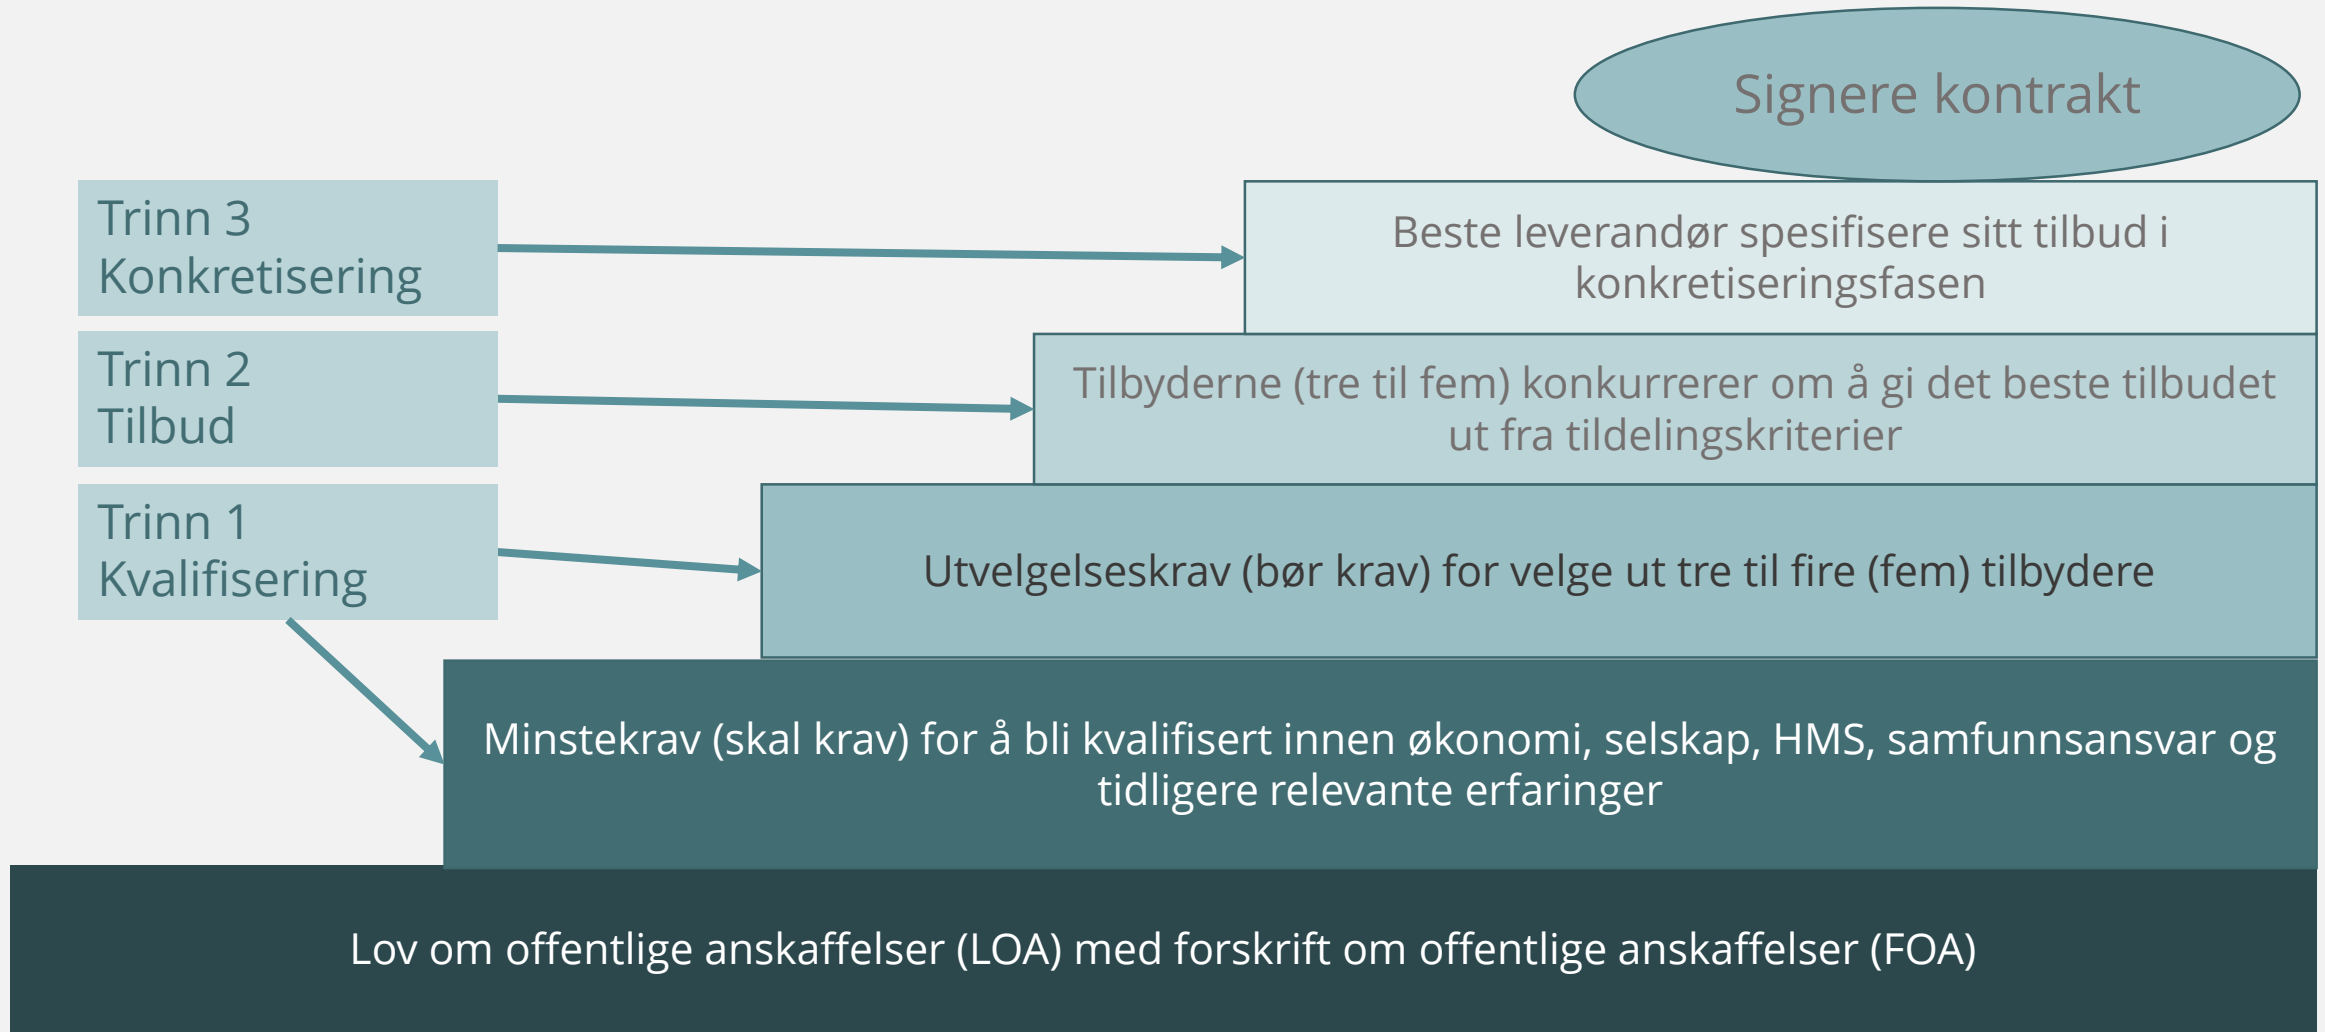 Signere kontrakt
Trinn 3
Konkretisering
Beste leverandør spesifisere sitt tilbud i
konkretiseringsfasen
Trinn 2
Tilbud
Tilbyderne (tre til fem) konkurrerer om å gi det beste tilbudet
ut fra tildelingskriterier
Trinn 1
Kvalifisering
Utvelgelseskrav (bør krav) for velge ut tre til fire (fem) tilbydere
Minstekrav (skal krav) for å bli kvalifisert innen økonomi, selskap, HMS, samfunnsansvar og
tidligere relevante erfaringer
Lov om offentlige anskaffelser (LOA) med forskrift om offentlige anskaffelser (FOA)